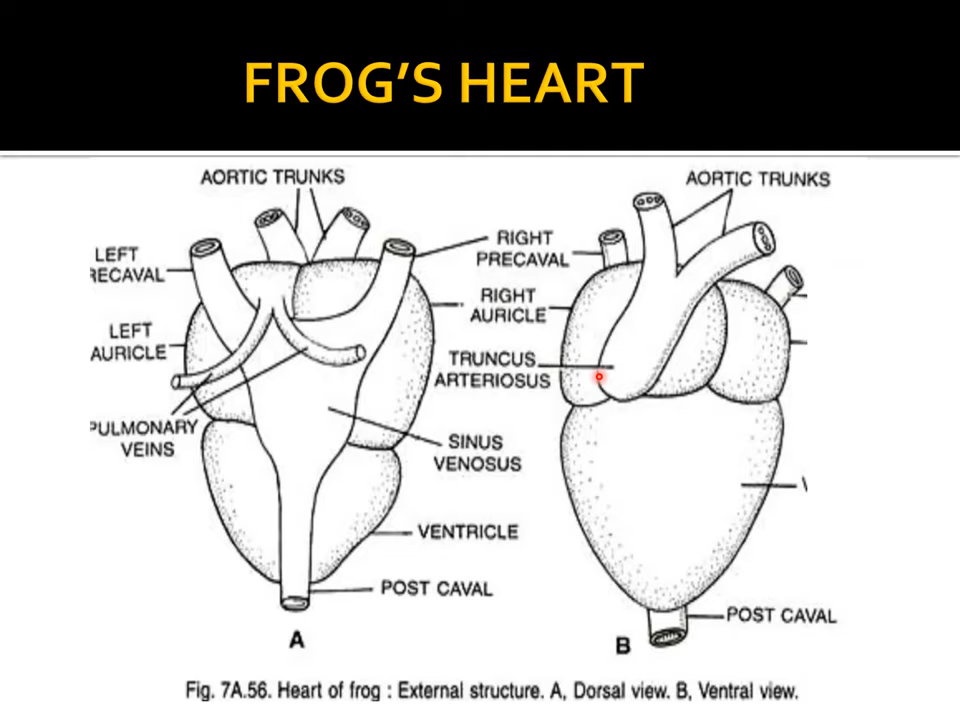 FROG'S HEART
AORTIC TRUNKS
LEFT
RECAVAL
LEFT
AURICLE
PULMONARY
VEINS
RIGHT
PRECAVAL
RIGHT
AURICLE
TRUNCUS
ARTERIOSUS
SINUS
VENOSUS
VENTRICLE
POST CAVAL
A
AORTIC TRUNKS
POST CAVAL
B
Fig. 7A.56. Heart of frog : External structure. A, Dorsal view. B, Ventral view.